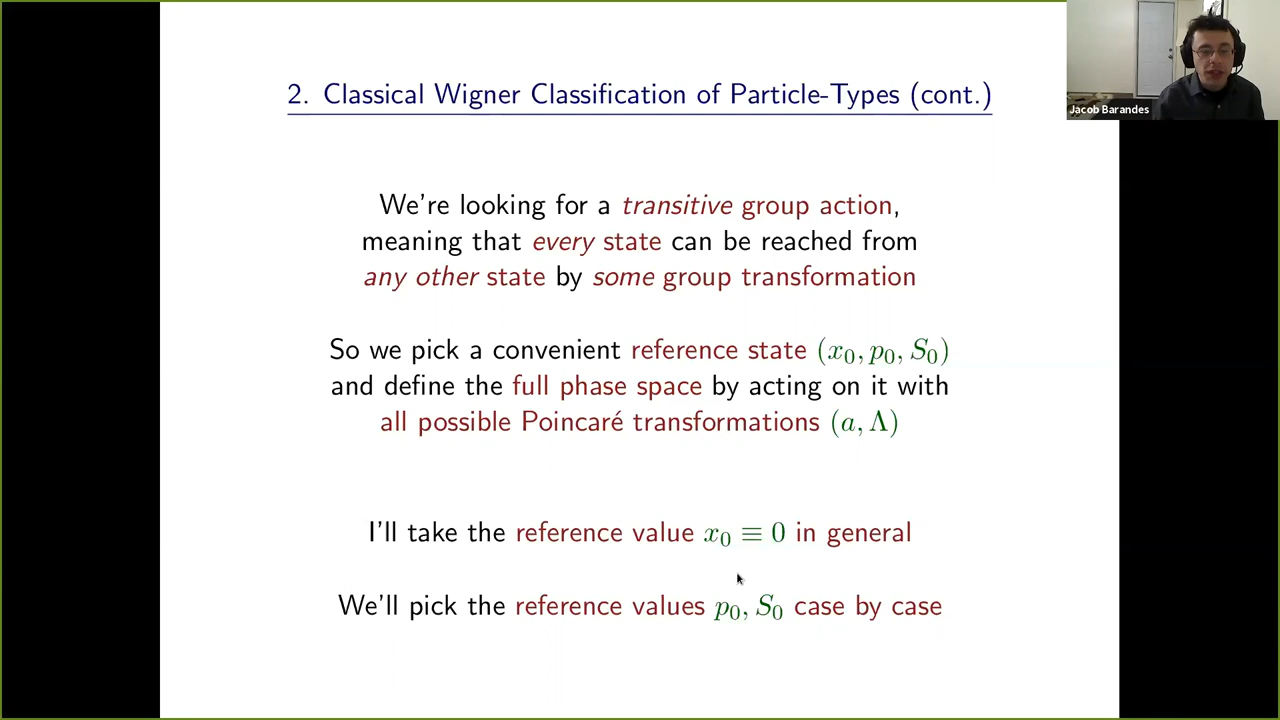 2. Classical Wigner Classification of Particle-Types (cont.)
Jacob Barandes
We're looking for a transitive group action,
meaning that every state can be reached from
any other state by some group transformation
So we pick a convenient reference state (x₀, p₀, S₀)
and define the full phase space by acting on it with
all possible Poincaré transformations (a, Λ)
I'll take the reference value x₀ ≡ 0 in general
We'll pick the reference values p₀, S₀ case by case